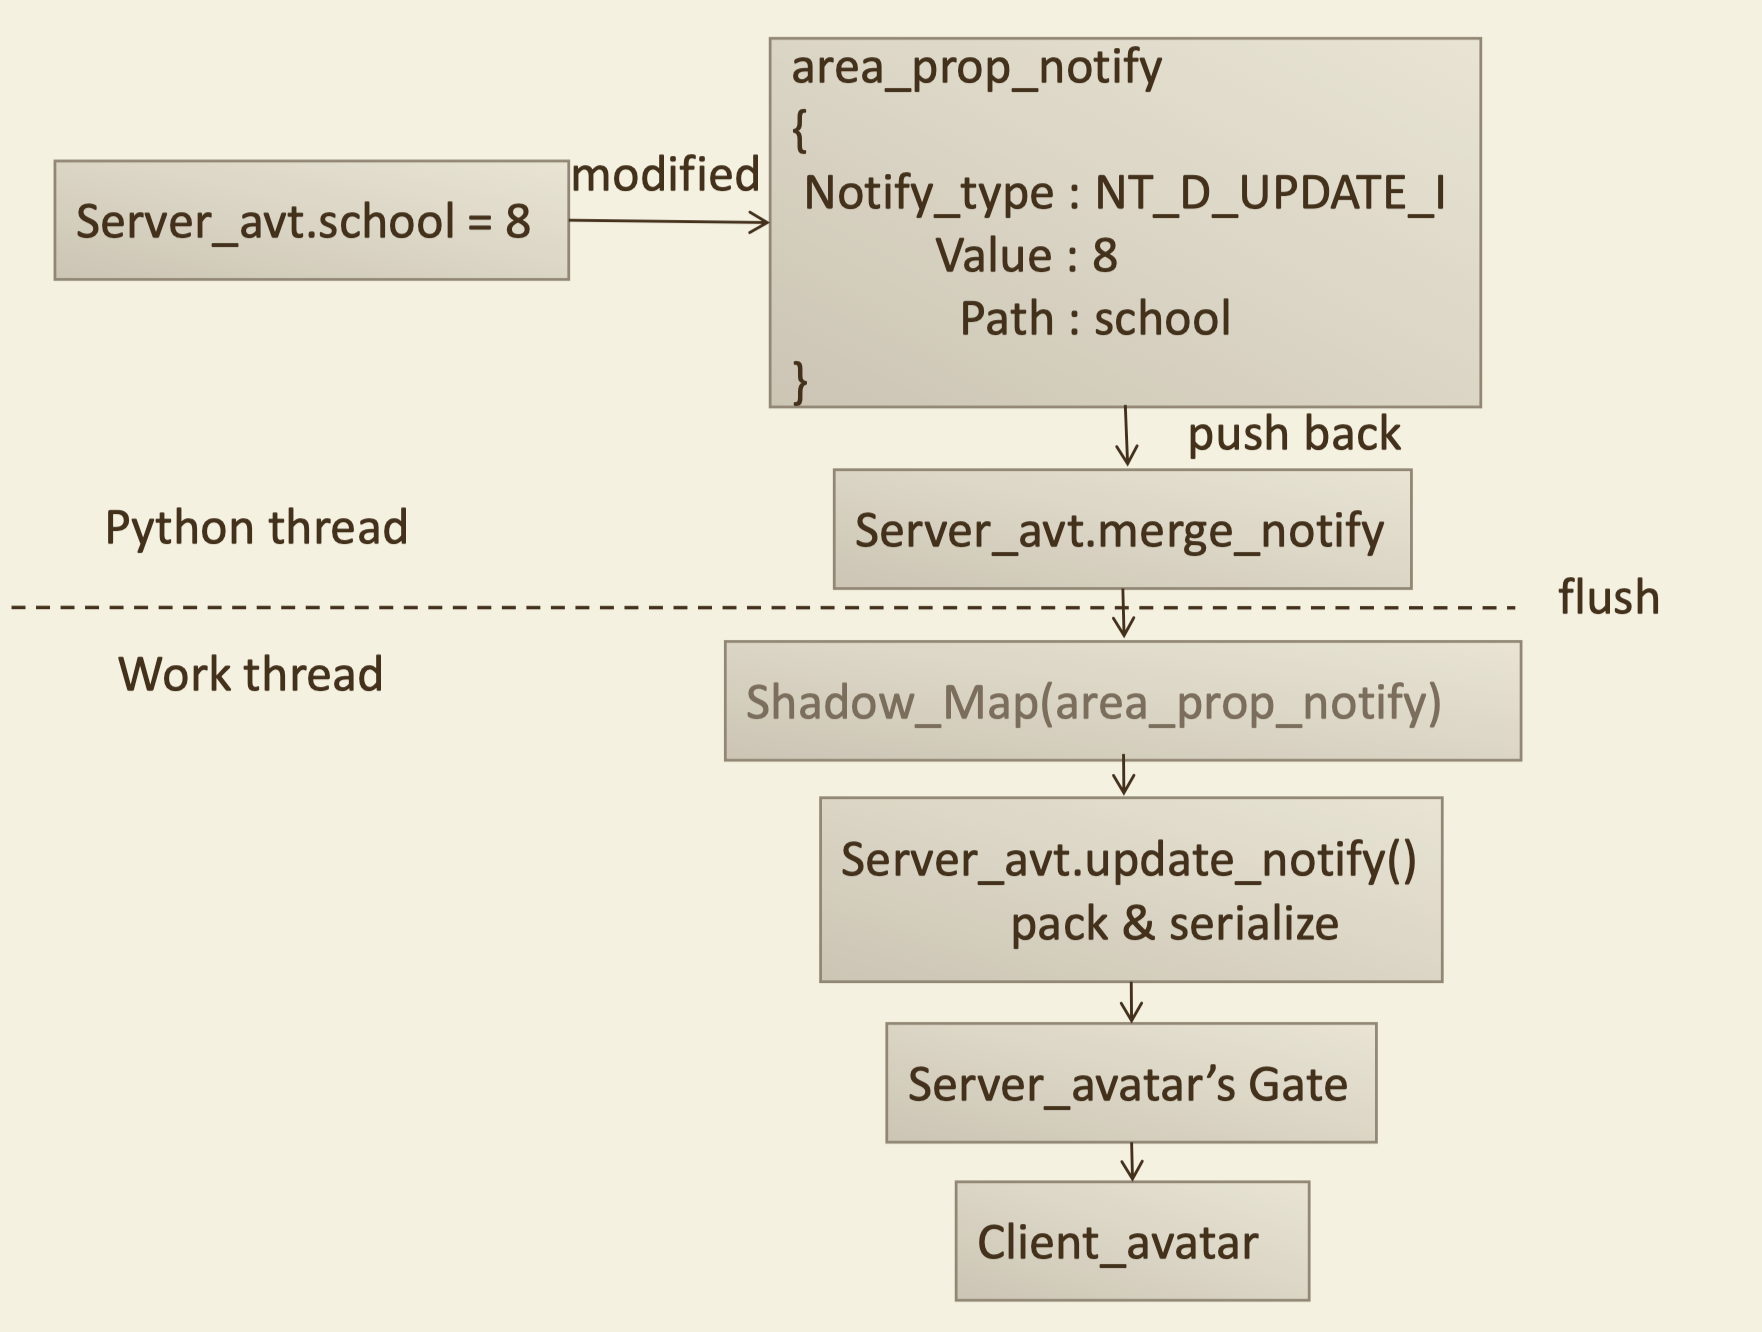 area_prop_notify
{
Notify_type : NT_D_UPDATE_I
Value : 8
Path : school
}
Server_avt.school = 8
modified
push back
Server_avt.merge_notify
Python thread
flush
Work thread
Shadow_Map(area_prop_notify)
Server_avt.update_notify()
pack & serialize
Server_avatar’s Gate
Client_avatar